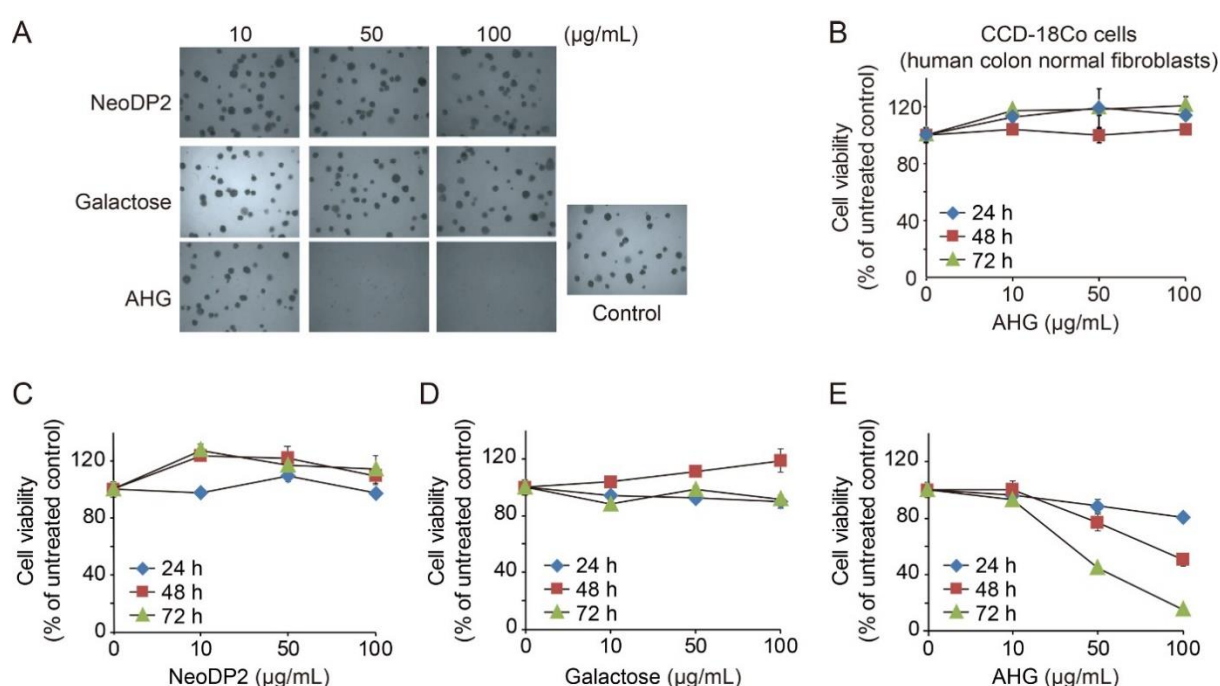 A
10 50 100 (µg/mL)
NeoDP2
Galactose
AHG
Control
B
CCD-18Co cells
(human colon normal fibroblasts)
Cell viability
(% of untreated control)
120
80
40
0
24 h
48 h
72 h
0 10 50 100
AHG (µg/mL)
C
Cell viability
(% of untreated control)
120
80
40
0
24 h
48 h
72 h
0 10 50 100
NeoDP2 (µg/mL)
D
Cell viability
(% of untreated control)
120
80
40
0
24 h
48 h
72 h
0 10 50 100
Galactose (µg/mL)
E
Cell viability
(% of untreated control)
120
80
40
0
24 h
48 h
72 h
0 10 50 100
AHG (µg/mL)